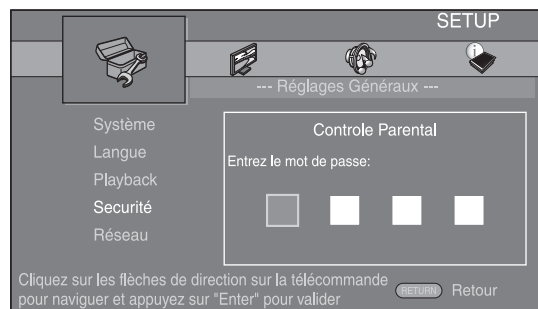 SETUP
--- Réglages Généraux ---
Système
Langue
Playback
Securité
Réseau
Controle Parental
Entrez le mot de passe:
Cliquez sur les flèches de direction sur la télécommande
pour naviguer et appuyez sur "Enter" pour valider
RETURN Retour